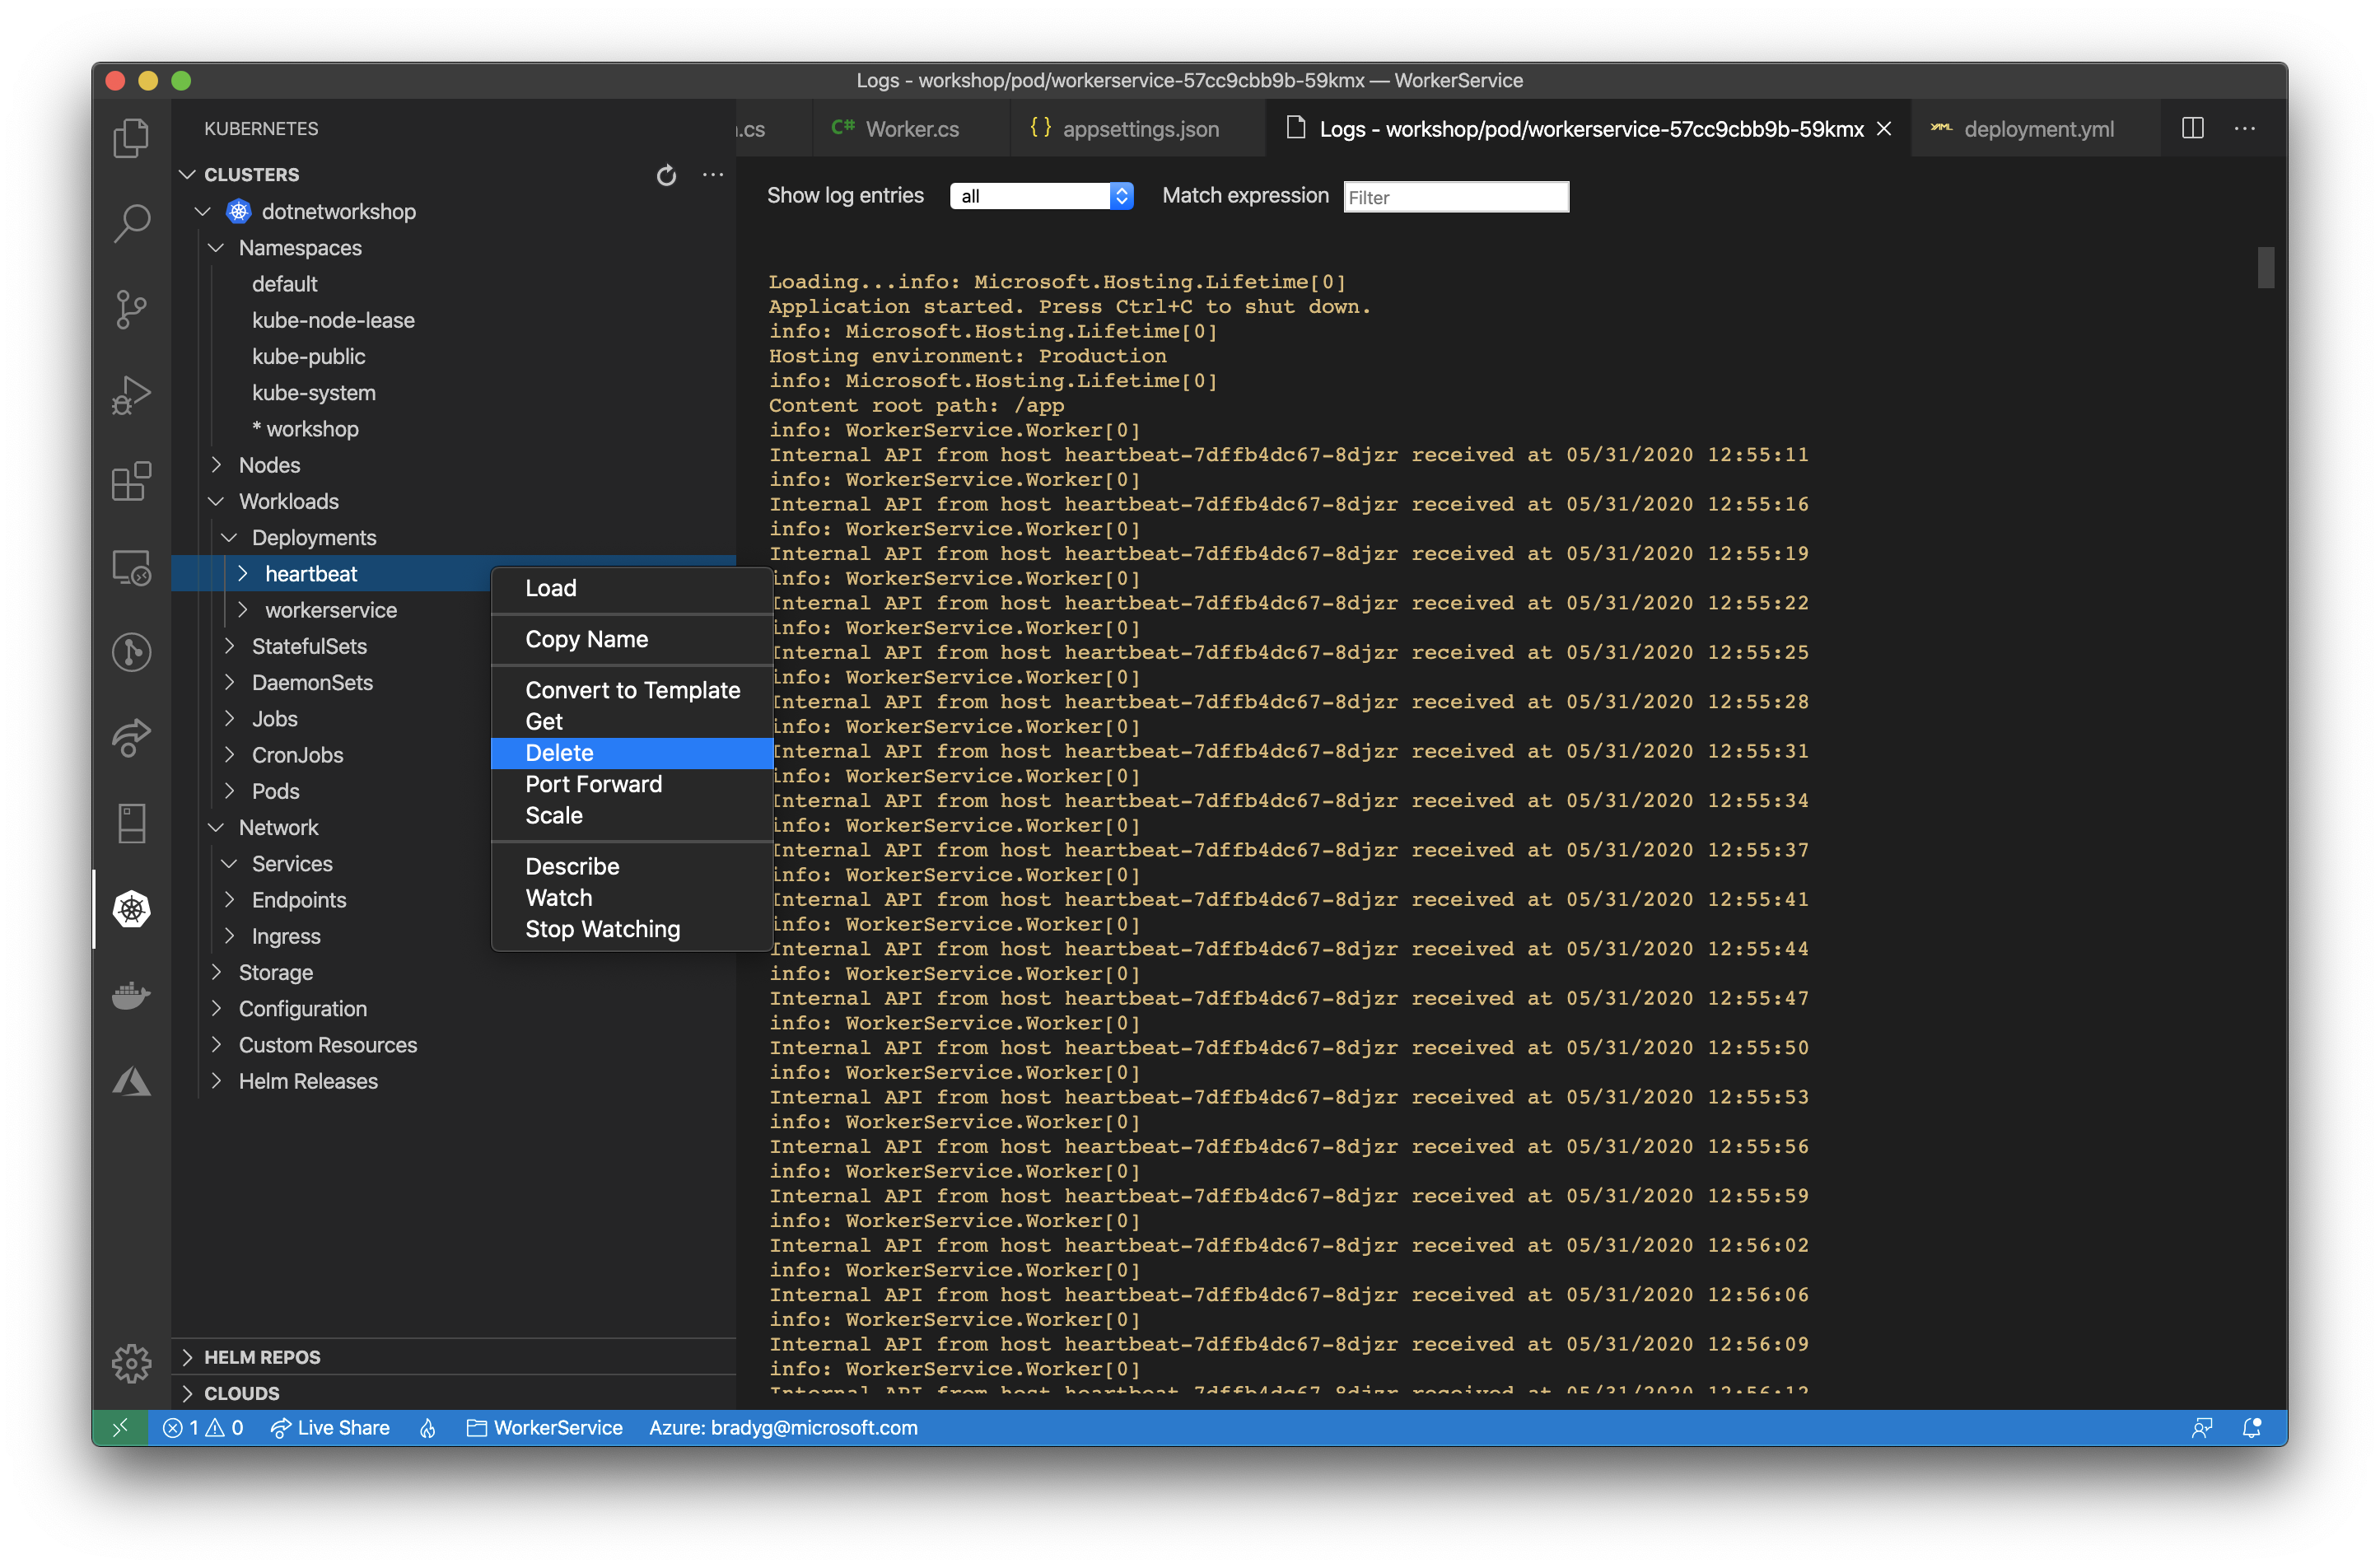 Logs - workshop/pod/workerservice-57cc9cbb9b-59kmx — WorkerService
KUBERNETES
CLUSTERS
dotnetworkshop
Namespaces
default
kube-node-lease
kube-public
kube-system
* workshop
Nodes
Workloads
Deployments
heartbeat
workerservice
StatefulSets
DaemonSets
Jobs
CronJobs
Pods
Network
Services
Endpoints
Ingress
Storage
Configuration
Custom Resources
Helm Releases
HELM REPOS
CLOUDS
Load
Copy Name
Convert to Template
Get
Delete
Port Forward
Scale
Describe
Watch
Stop Watching
.cs
C# Worker.cs
{} appsettings.json
Logs - workshop/pod/workerservice-57cc9cbb9b-59kmx
YAML deployment.yml
Show log entries all Match expression Filter
Loading...info: Microsoft.Hosting.Lifetime[0]
Application started. Press Ctrl+C to shut down.
info: Microsoft.Hosting.Lifetime[0]
Hosting environment: Production
info: Microsoft.Hosting.Lifetime[0]
Content root path: /app
info: WorkerService.Worker[0]
Internal API from host heartbeat-7dffb4dc67-8djzr received at 05/31/2020 12:55:11
info: WorkerService.Worker[0]
Internal API from host heartbeat-7dffb4dc67-8djzr received at 05/31/2020 12:55:16
info: WorkerService.Worker[0]
Internal API from host heartbeat-7dffb4dc67-8djzr received at 05/31/2020 12:55:19
info: WorkerService.Worker[0]
Internal API from host heartbeat-7dffb4dc67-8djzr received at 05/31/2020 12:55:22
info: WorkerService.Worker[0]
Internal API from host heartbeat-7dffb4dc67-8djzr received at 05/31/2020 12:55:25
info: WorkerService.Worker[0]
Internal API from host heartbeat-7dffb4dc67-8djzr received at 05/31/2020 12:55:28
info: WorkerService.Worker[0]
Internal API from host heartbeat-7dffb4dc67-8djzr received at 05/31/2020 12:55:31
info: WorkerService.Worker[0]
Internal API from host heartbeat-7dffb4dc67-8djzr received at 05/31/2020 12:55:34
info: WorkerService.Worker[0]
Internal API from host heartbeat-7dffb4dc67-8djzr received at 05/31/2020 12:55:37
info: WorkerService.Worker[0]
Internal API from host heartbeat-7dffb4dc67-8djzr received at 05/31/2020 12:55:41
info: WorkerService.Worker[0]
Internal API from host heartbeat-7dffb4dc67-8djzr received at 05/31/2020 12:55:44
info: WorkerService.Worker[0]
Internal API from host heartbeat-7dffb4dc67-8djzr received at 05/31/2020 12:55:47
info: WorkerService.Worker[0]
Internal API from host heartbeat-7dffb4dc67-8djzr received at 05/31/2020 12:55:50
info: WorkerService.Worker[0]
Internal API from host heartbeat-7dffb4dc67-8djzr received at 05/31/2020 12:55:53
info: WorkerService.Worker[0]
Internal API from host heartbeat-7dffb4dc67-8djzr received at 05/31/2020 12:55:56
info: WorkerService.Worker[0]
Internal API from host heartbeat-7dffb4dc67-8djzr received at 05/31/2020 12:55:59
info: WorkerService.Worker[0]
Internal API from host heartbeat-7dffb4dc67-8djzr received at 05/31/2020 12:56:02
info: WorkerService.Worker[0]
Internal API from host heartbeat-7dffb4dc67-8djzr received at 05/31/2020 12:56:06
info: WorkerService.Worker[0]
Internal API from host heartbeat-7dffb4dc67-8djzr received at 05/31/2020 12:56:09
info: WorkerService.Worker[0]
Internal API from host heartbeat-7dffb4dc67-8djzr received at 05/31/2020 12:56:12
1 0 Live Share WorkerService Azure: bradyg@microsoft.com